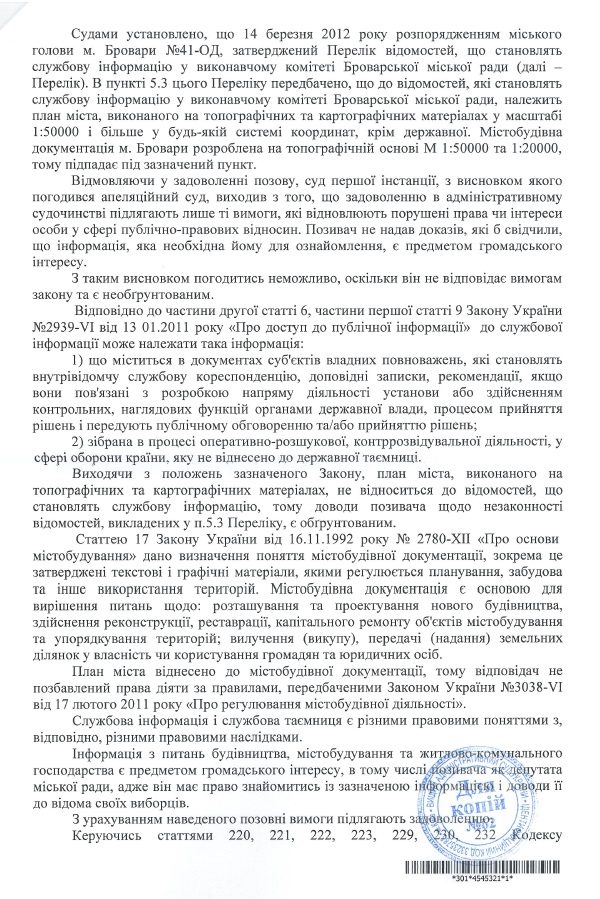 Судами установлено, що 14 березня 2012 року розпорядженням міського
голови м. Бровари №41-ОД, затверджений Перелік відомостей, що становлять
службову інформацію у виконавчому комітеті Броварської міської ради (далі –
Перелік). В пункті 5.3 цього Переліку передбачено, що до відомостей, які становлять
службову інформацію у виконавчому комітеті Броварської міської ради, належить
план міста, виконаного на топографічних та картографічних матеріалах у масштабі
1:50000 і більше у будь-якій системі координат, крім державної. Містобудівна
документація м. Бровари розроблена на топографічній основі М 1:50000 та 1:20000,
тому підпадає під зазначений пункт.
Відмовляючи у задоволенні позову, суд першої інстанції, з висновком якого
погодився апеляційний суд, виходив з того, що задоволенню в адміністративному
судочинстві підлягають лише ті вимоги, які відновлюють порушені права чи інтереси
особи у сфері публічно-правових відносин. Позивач не надав доказів, які б свідчили,
що інформація, яка необхідна йому для ознайомлення, є предметом громадського
інтересу.
З таким висновком погодитись неможливо, оскільки він не відповідає вимогам
закону та є необґрунтованим.
Відповідно до частини другої статті 6, частини першої статті 9 Закону України
№2939-VI від 13 01.2011 року «Про доступ до публічної інформації» до службової
інформації може належати така інформація:
1) що міститься в документах суб'єктів владних повноважень, які становлять
внутрівідомчу службову кореспонденцію, доповідні записки, рекомендації, якщо
вони пов'язані з розробкою напряму діяльності установи або здійсненням
контрольних, наглядових функцій органами державної влади, процесом прийняття
рішень і передують публічному обговоренню та/або прийняттю рішень;
2) зібрана в процесі оперативно-розшукової, контррозвідувальної діяльності, у
сфері оборони країни, яку не віднесено до державної таємниці.
Виходячи з положень зазначеного Закону, план міста, виконаного на
топографічних та картографічних матеріалах, не відноситься до відомостей, що
становлять службову інформацію, тому доводи позивача щодо незаконності
відомостей, викладених у п.5.3 Переліку, є обґрунтованим.
Статтею 17 Закону України від 16.11.1992 року № 2780-XII «Про основи
містобудування» дано визначення поняття містобудівної документації, зокрема це
затверджені текстові і графічні матеріали, якими регулюється планування, забудова
та інше використання територій. Містобудівна документація є основою для
вирішення питань щодо: розташування та проектування нового будівництва,
здійснення реконструкції, реставрації, капітального ремонту об'єктів містобудування
та упорядкування територій; вилучення (викупу), передачі (надання) земельних
ділянок у власність чи користування громадян та юридичних осіб.
План міста віднесено до містобудівної документації, тому відповідач не
позбавлений права діяти за правилами, передбаченими Законом України №3038-VI
від 17 лютого 2011 року «Про регулювання містобудівної діяльності».
Службова інформація і службова таємниця є різними правовими поняттями з,
відповідно, різними правовими наслідками.
Інформація з питань будівництва, містобудування та житлово-комунального
господарства є предметом громадського інтересу, в тому числі позивача як депутата
міської ради, адже він має право знайомитись із зазначеною інформацією і доводи її
до відома своїх виборців.
З урахуванням наведеного позовні вимоги підлягають задоволенню.
Керуючись статтями 220, 221, 222, 223, 229, 230, 232 Кодексу
Для
копій
*301*4545321*1*